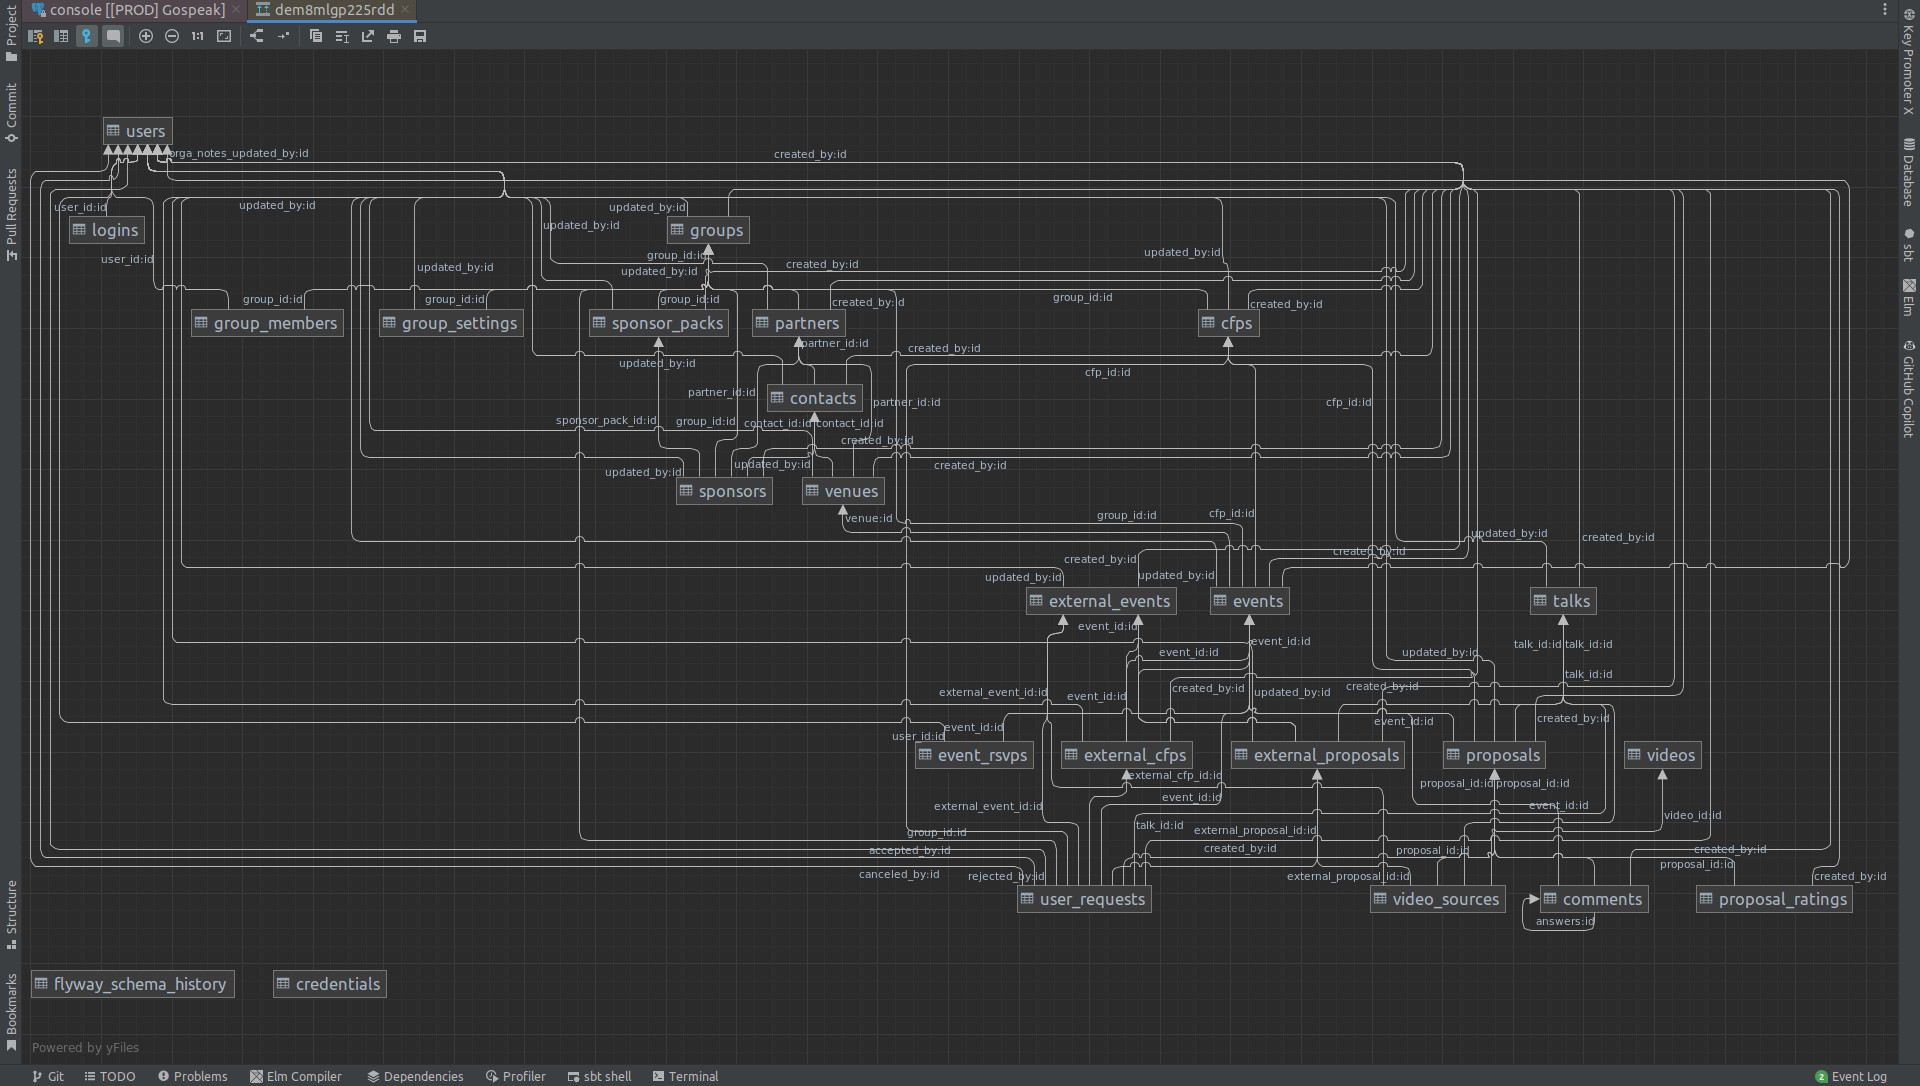 console [[PROD] Gospeak]
dem8mlgp225rdd
1:1
Project
Commit
Pull Requests
Structure
Bookmarks
Key Promoter X
Database
sbt
Elm
GitHub Copilot
users
orga_notes_updated_by:id
created_by:id
user_id:id
updated_by:id
updated_by:id
logins
updated_by:id
groups
user_id:id
updated_by:id
group_id:id
updated_by:id
created_by:id
updated_by:id
group_id:id
group_id:id
group_id:id
created_by:id
group_id:id
created_by:id
group_members
group_settings
sponsor_packs
partners
cfps
partner_id:id
created_by:id
updated_by:id
cfp_id:id
partner_id:id
contacts
partner_id:id
cfp_id:id
sponsor_pack_id:id
group_id:id
contact_id:id
contact_id:id
created_by:id
updated_by:id
updated_by:id
created_by:id
sponsors
venues
venue:id
group_id:id
cfp_id:id
updated_by:id
created_by:id
created_by:id
created_by:id
updated_by:id
updated_by:id
external_events
events
talks
event_id:id
event_id:id
talk_id:id
talk_id:id
event_id:id
updated_by:id
talk_id:id
external_event_id:id
event_id:id
created_by:id
updated_by:id
created_by:id
event_id:id
created_by:id
event_id:id
user_id:id
event_rsvps
external_cfps
external_proposals
proposals
videos
external_cfp_id:id
proposal_id:id
proposal_id:id
event_id:id
external_event_id:id
event_id:id
video_id:id
talk_id:id
external_proposal_id:id
group_id:id
accepted_by:id
created_by:id
proposal_id:id
created_by:id
proposal_id:id
canceled_by:id
rejected_by:id
external_proposal_id:id
created_by:id
user_requests
video_sources
comments
proposal_ratings
answers:id
flyway_schema_history
credentials
Powered by yFiles
Git
TODO
Problems
Elm Compiler
Dependencies
Profiler
sbt shell
Terminal
2
Event Log